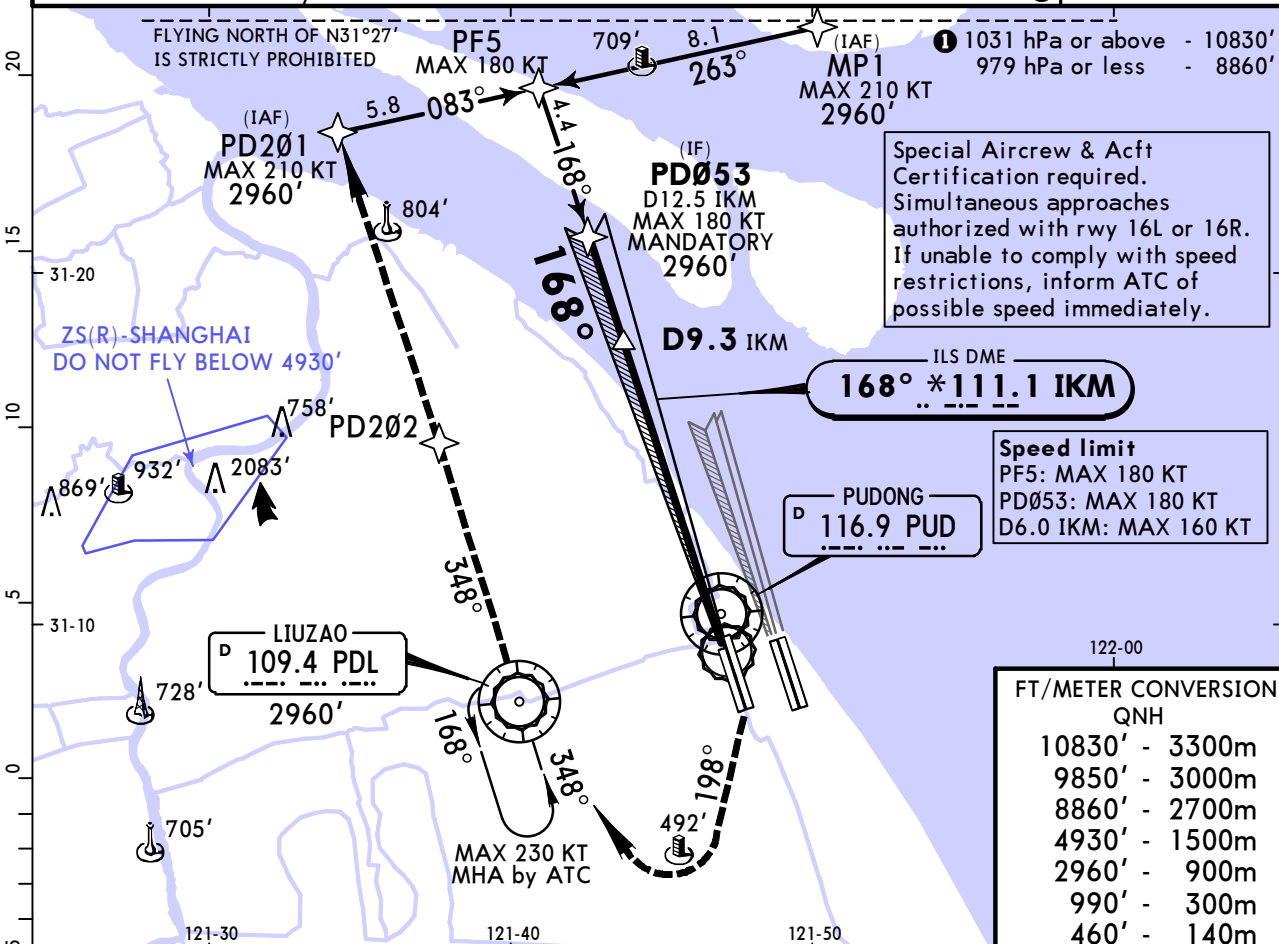 FLYING NORTH OF N31°27′
IS STRICTLY PROHIBITED
PF5
MAX 180 KT
709′
8.1
263°
(IAF)
MP1
MAX 210 KT
2960′
❶ 1031 hPa or above - 10830′
979 hPa or less - 8860′
20
(IAF)
PD 2Ø1
MAX 210 KT
2960′
5.8
083°
4.4
168°
(IF)
PDØ53
D12.5 IKM
MAX 180 KT
MANDATORY
2960′
Special Aircrew & Acft
Certification required.
Simultaneous approaches
authorized with rwy 16L or 16R.
If unable to comply with speed
restrictions, inform ATC of
possible speed immediately.
804′
15
31-20
168°
ZS(R)-SHANGHAI
DO NOT FLY BELOW 4930′
D9.3 IKM
ILS DME
168° *111.1 IKM
10
758′
PD2Ø2
869′
932′
2083′
Speed limit
PF5: MAX 180 KT
PDØ53: MAX 180 KT
D6.0 IKM: MAX 160 KT
PUDONG
D 116.9 PUD
348°
5
31-10
LIUZAO
D 109.4 PDL
2960′
122-00
728′
168°
348°
198°
0
705′
492′
MAX 230 KT
MHA by ATC
FT/METER CONVERSION
QNH
10830′ - 3300m
9850′ - 3000m
8860′ - 2700m
4930′ - 1500m
2960′ - 900m
990′ - 300m
460′ - 140m
121-30
121-40
121-50